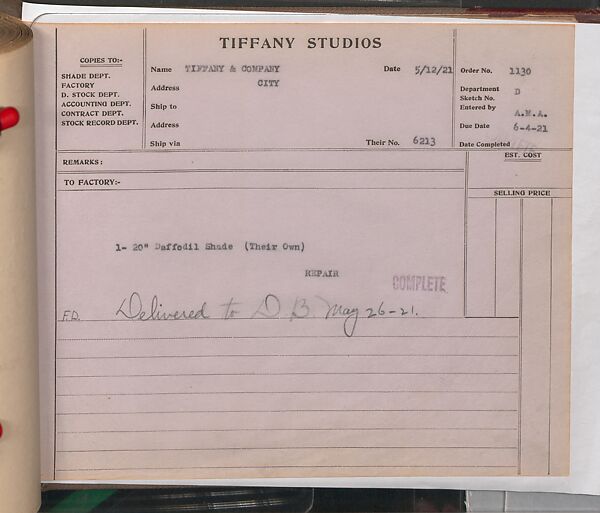 TIFFANY STUDIOS
COPIES TO:-
SHADE DEPT.
FACTORY
D. STOCK DEPT.
ACCOUNTING DEPT.
CONTRACT DEPT.
STOCK RECORD DEPT.
Name TIFFANY & COMPANY Date 5/12/21
Address CITY
Ship to
Address
Ship via Their No. 6213
Order No. 1130
Department D
Sketch No.
Entered by A.M.A.
Due Date 6-4-21
Date Completed
REMARKS:
EST. COST
TO FACTORY:-
SELLING PRICE
1- 20" Daffodil Shade (Their Own)
REPAIR
COMPLETE
F.D. Delivered to D. B. May 26-21.